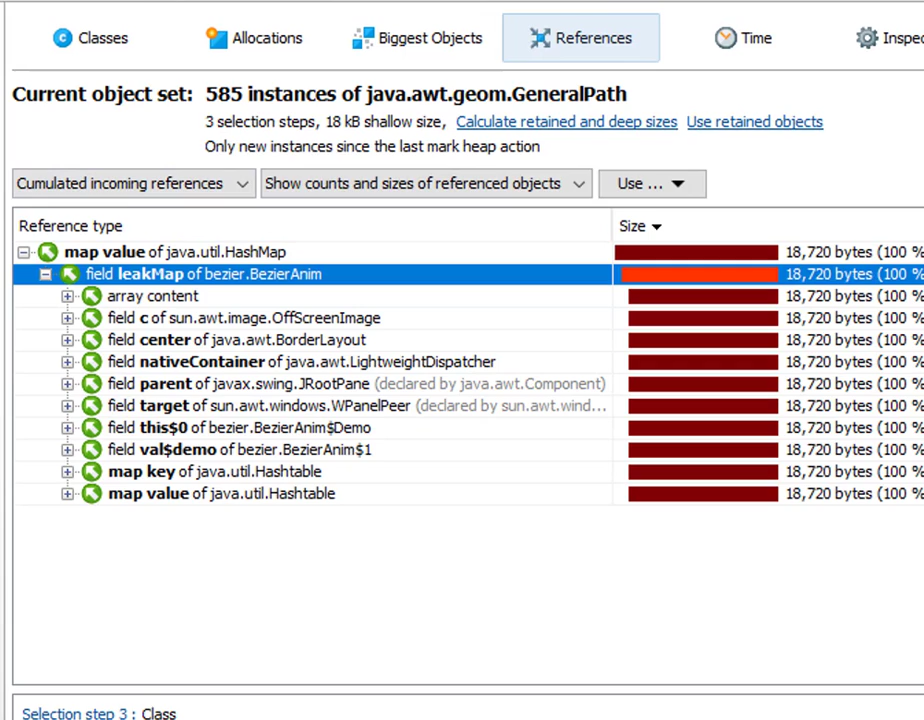 Classes Allocations Biggest Objects References Time Inspec
Current object set: 585 instances of java.awt.geom.GeneralPath
3 selection steps, 18 kB shallow size, Calculate retained and deep sizes Use retained objects
Only new instances since the last mark heap action
Cumulated incoming references Show counts and sizes of referenced objects Use ...
Reference type Size
map value of java.util.HashMap 18,720 bytes (100 %
field leakMap of bezier.BezierAnim 18,720 bytes (100 %
array content 18,720 bytes (100 %
field c of sun.awt.image.OffScreenImage 18,720 bytes (100 %
field center of java.awt.BorderLayout 18,720 bytes (100 %
field nativeContainer of java.awt.LightweightDispatcher 18,720 bytes (100 %
field parent of javax.swing.JRootPane (declared by java.awt.Component) 18,720 bytes (100 %
field target of sun.awt.windows.WPanelPeer (declared by sun.awt.wind... 18,720 bytes (100 %
field this$0 of bezier.BezierAnim$Demo 18,720 bytes (100 %
field val$demo of bezier.BezierAnim$1 18,720 bytes (100 %
map key of java.util.Hashtable 18,720 bytes (100 %
map value of java.util.Hashtable 18,720 bytes (100 %
Selection step 3 : Class